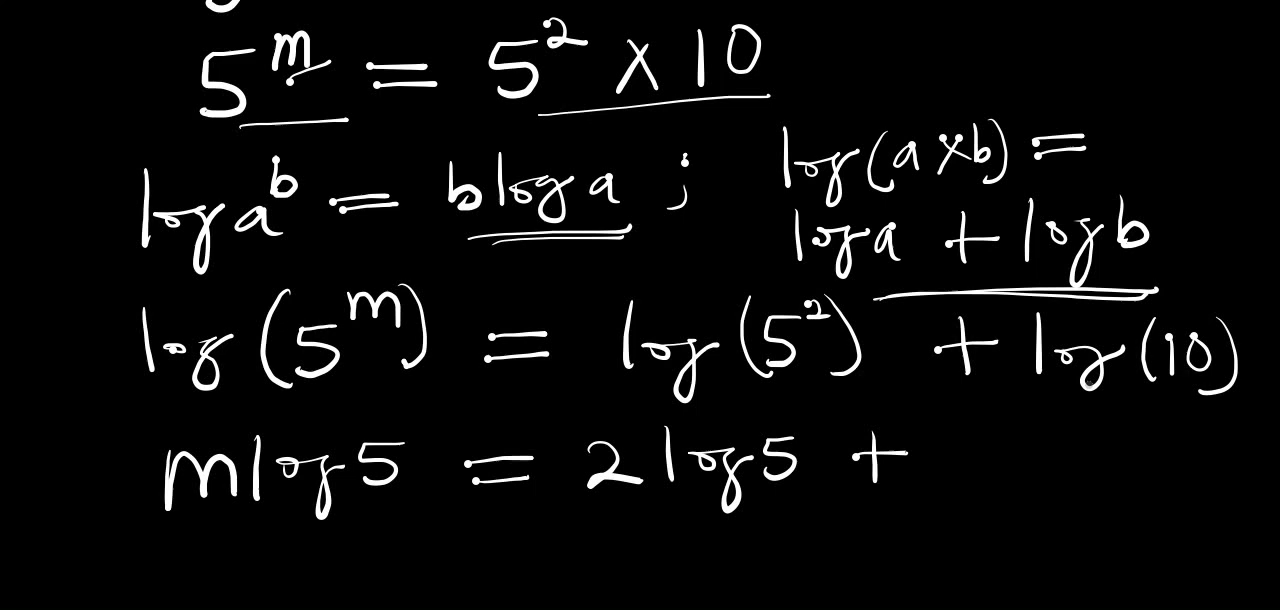 5^m = 5^2 × 10
log a^b = b log a ; log(a×b) =
log a + log b
log(5^m) = log(5^2) + log(10)
m log 5 = 2 log 5 +